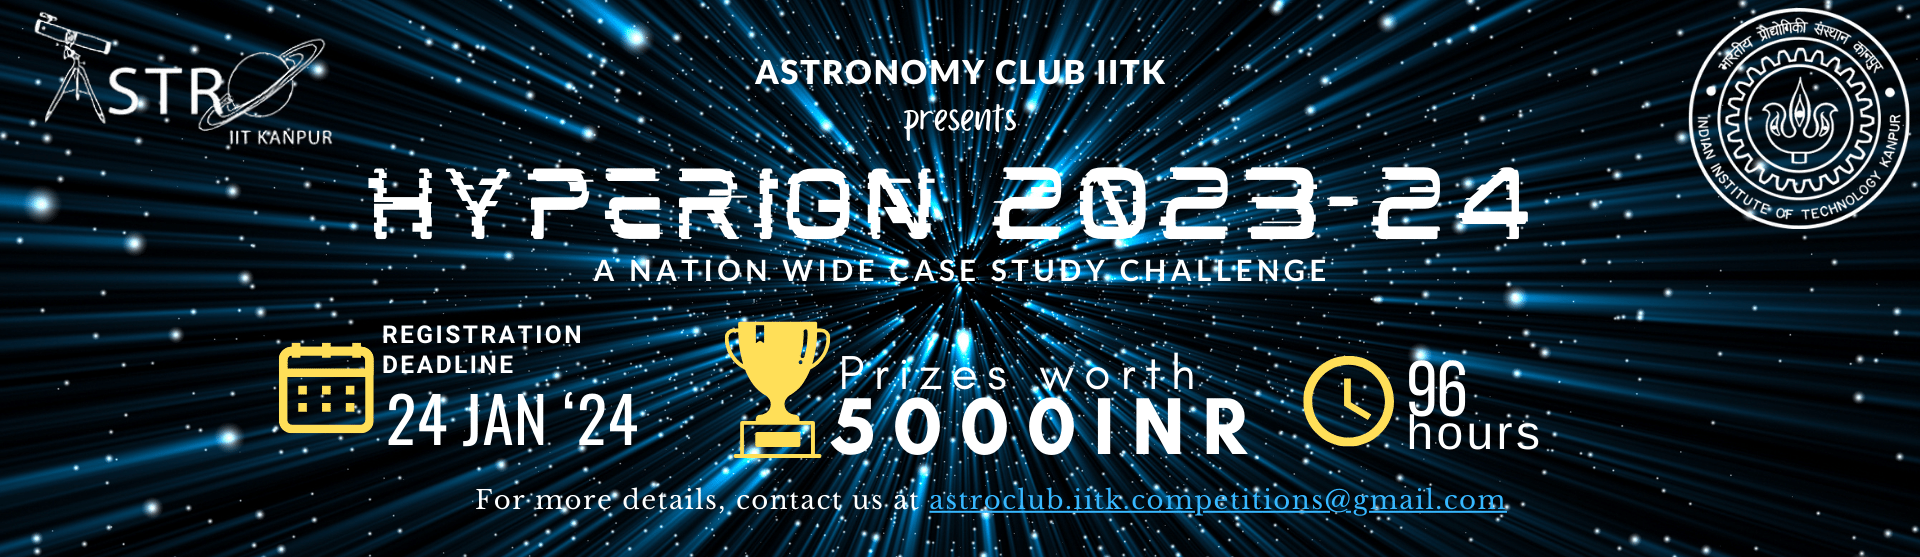 ASTRO
IIT KANPUR
ASTRONOMY CLUB IITK
presents
HYPERION 2023-24
A NATION WIDE CASE STUDY CHALLENGE
भारतीय प्रौद्योगिकी संस्थान कानपुर
INDIAN INSTITUTE OF TECHNOLOGY KANPUR
REGISTRATION
DEADLINE
24 JAN ‘24
Prizes worth
5000INR
96
hours
For more details, contact us at astroclub.iitk.competitions@gmail.com